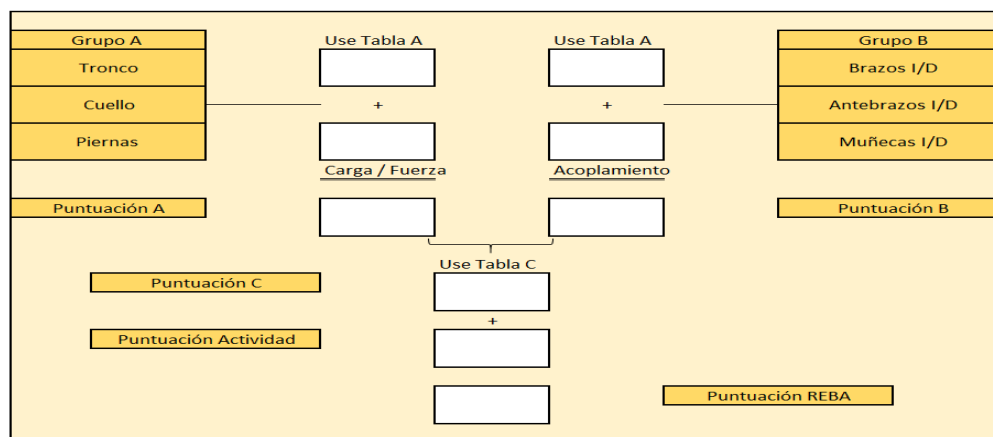 Grupo A
Use Tabla A
Use Tabla A
Grupo B
Tronco
Brazos I/D
Cuello
+
+
Antebrazos I/D
Piernas
Muñecas I/D
Carga / Fuerza
Acoplamiento
Puntuación A
Puntuación B
Use Tabla C
Puntuación C
+
Puntuación Actividad
Puntuación REBA